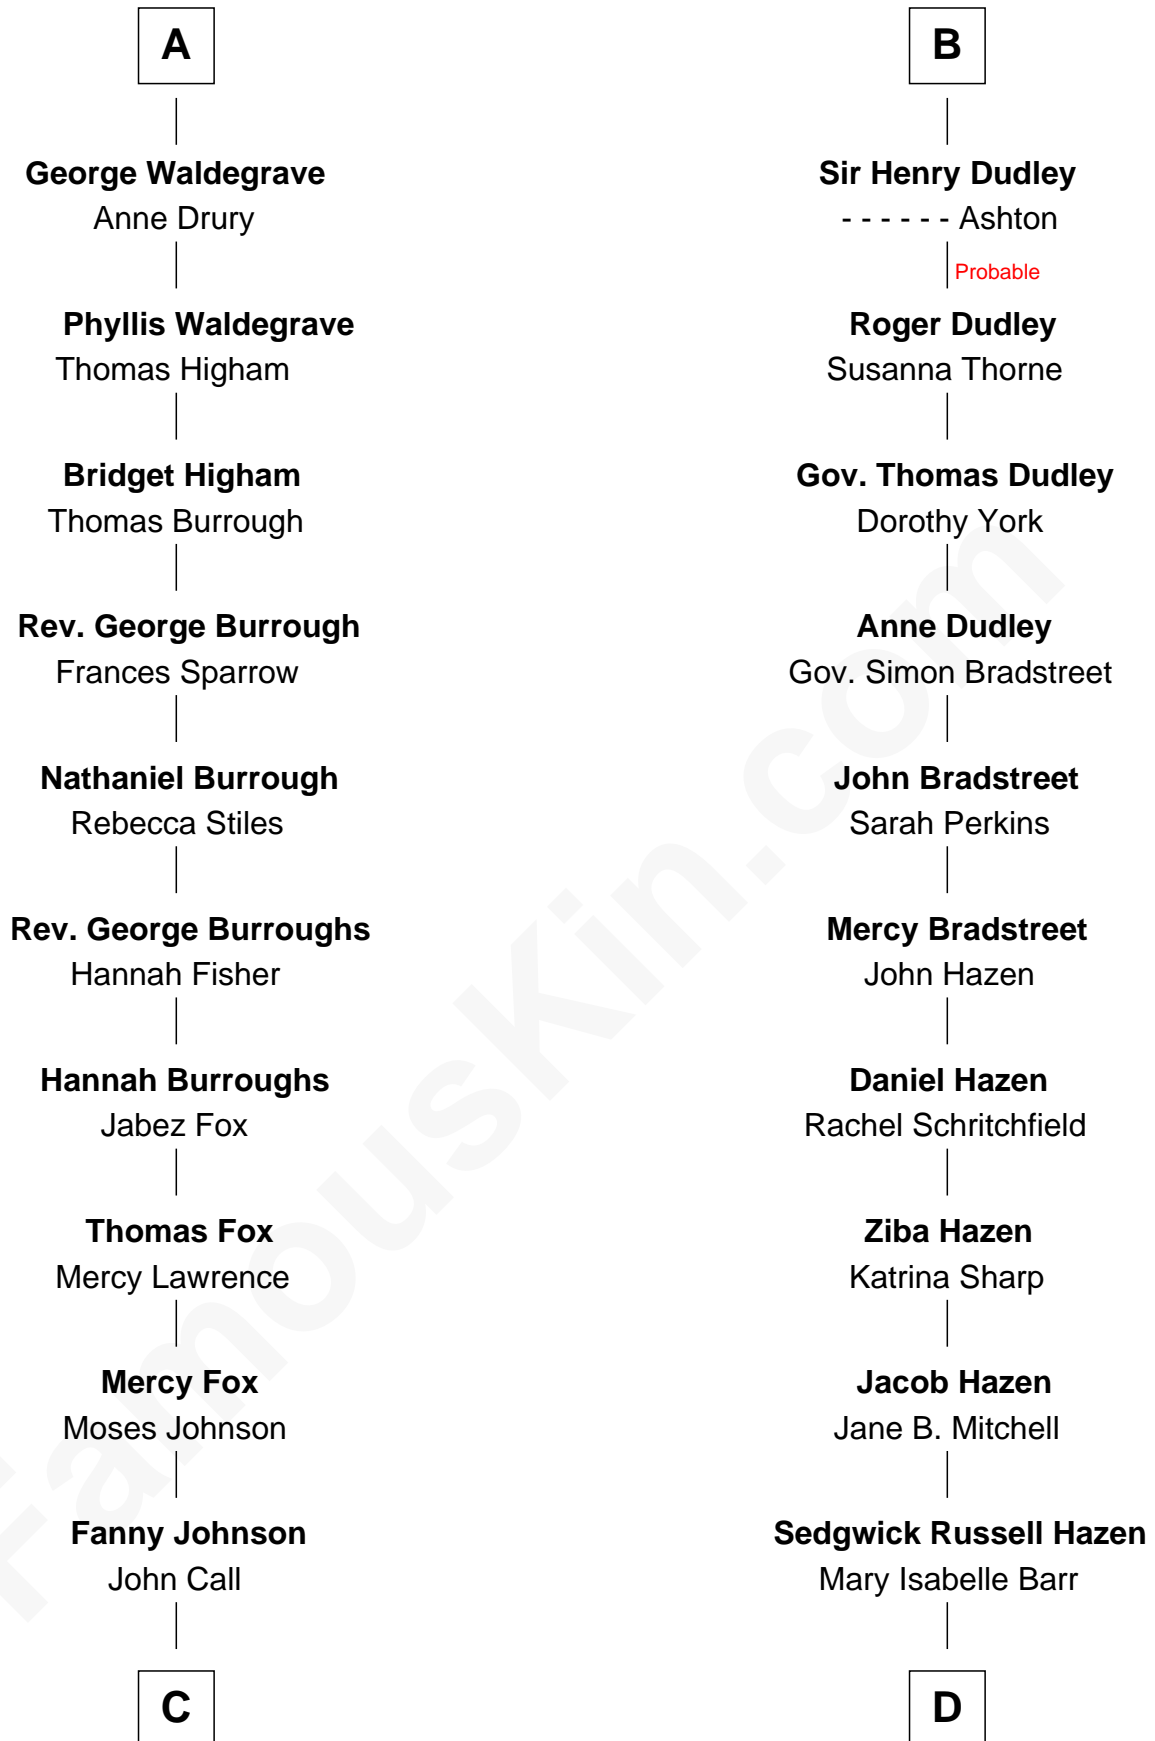 A
George Waldegrave
Anne Drury
Phyllis Waldegrave
Thomas Higham
Bridget Higham
Thomas Burrough
Rev. George Burrough
Frances Sparrow
Nathaniel Burrough
Rebecca Stiles
Rev. George Burroughs
Hannah Fisher
Hannah Burroughs
Jabez Fox
Thomas Fox
Mercy Lawrence
Mercy Fox
Moses Johnson
Fanny Johnson
John Call
C
B
Sir Henry Dudley
- - - - - - Ashton
Probable
Roger Dudley
Susanna Thorne
Gov. Thomas Dudley
Dorothy York
Anne Dudley
Gov. Simon Bradstreet
John Bradstreet
Sarah Perkins
Mercy Bradstreet
John Hazen
Daniel Hazen
Rachel Schritchfield
Ziba Hazen
Katrina Sharp
Jacob Hazen
Jane B. Mitchell
Sedgwick Russell Hazen
Mary Isabelle Barr
D
FamousKin.com